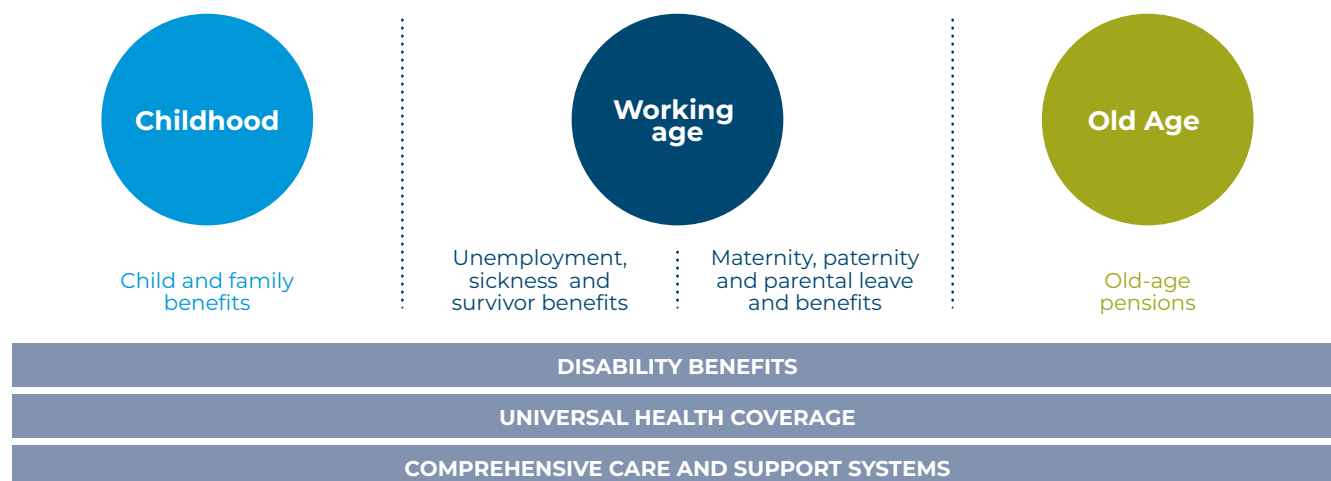 Childhood
Working
age
Old Age
Child and family
benefits
Unemployment,
sickness and
survivor benefits
Maternity, paternity
and parental leave
and benefits
Old-age
pensions
DISABILITY BENEFITS
UNIVERSAL HEALTH COVERAGE
COMPREHENSIVE CARE AND SUPPORT SYSTEMS